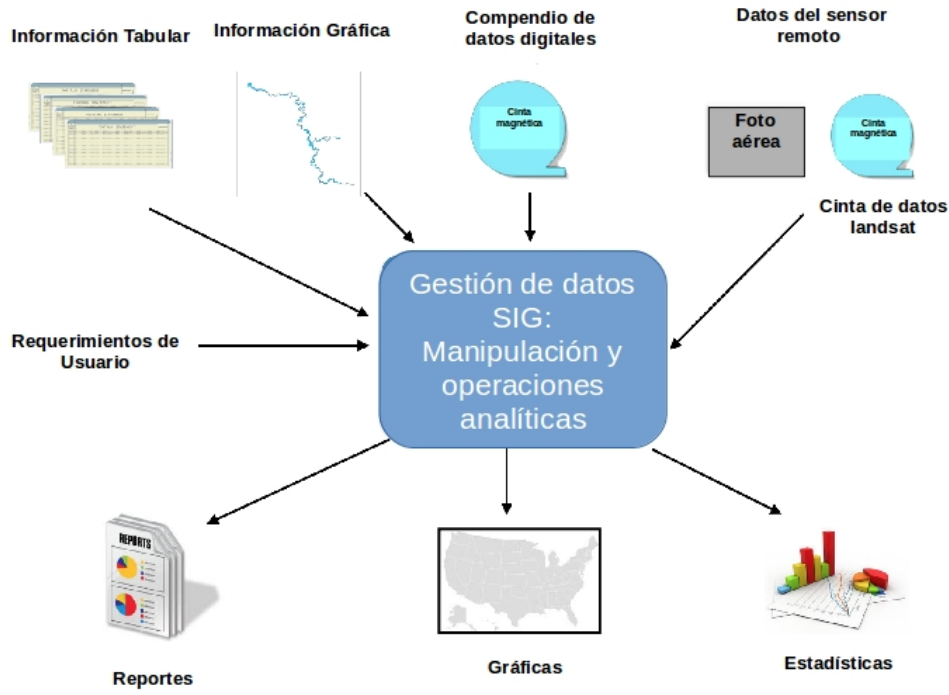 Información Tabular
Información Gráfica
Compendio de
datos digitales
Datos del sensor
remoto
Cinta
magnética
Foto
aérea
Cinta
magnética
Cinta de datos
landsat
Gestión de datos
SIG:
Manipulación y
operaciones
analíticas
Requerimientos de
Usuario
REPORTS
Reportes
Gráficas
Estadísticas